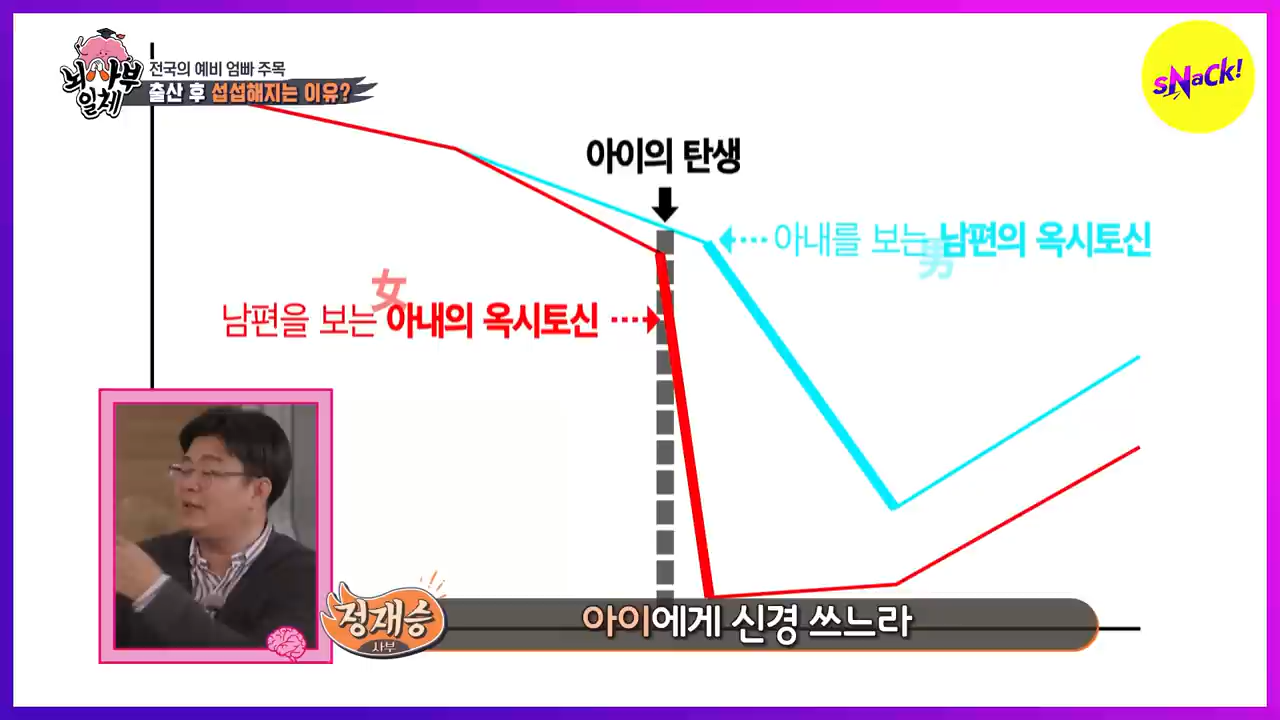 뇌사부
일체
전국의 예비 엄빠 주목
출산 후 섭섭해지는 이유?
sNaCk!
아이의 탄생
아내를 보는 남편의 옥시토신
男
女
남편을 보는 아내의 옥시토신
정재승
사부
아이에게 신경 쓰느라